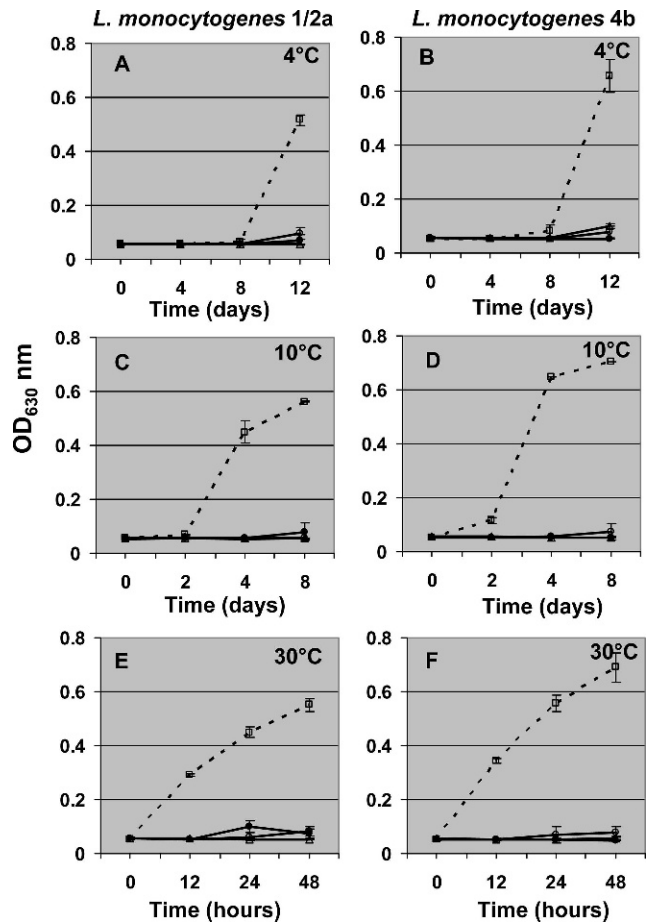 L. monocytogenes 1/2a
L. monocytogenes 4b
A
4°C
0.8
0.6
0.4
0.2
0
0 4 8 12
Time (days)
B
4°C
0.8
0.6
0.4
0.2
0
0 4 8 12
Time (days)
C
10°C
0.8
0.6
0.4
0.2
0
0 2 4 8
Time (days)
D
10°C
0.8
0.6
0.4
0.2
0
0 2 4 8
Time (days)
OD630 nm
E
30°C
0.8
0.6
0.4
0.2
0
0 12 24 48
Time (hours)
F
30°C
0.8
0.6
0.4
0.2
0
0 12 24 48
Time (hours)